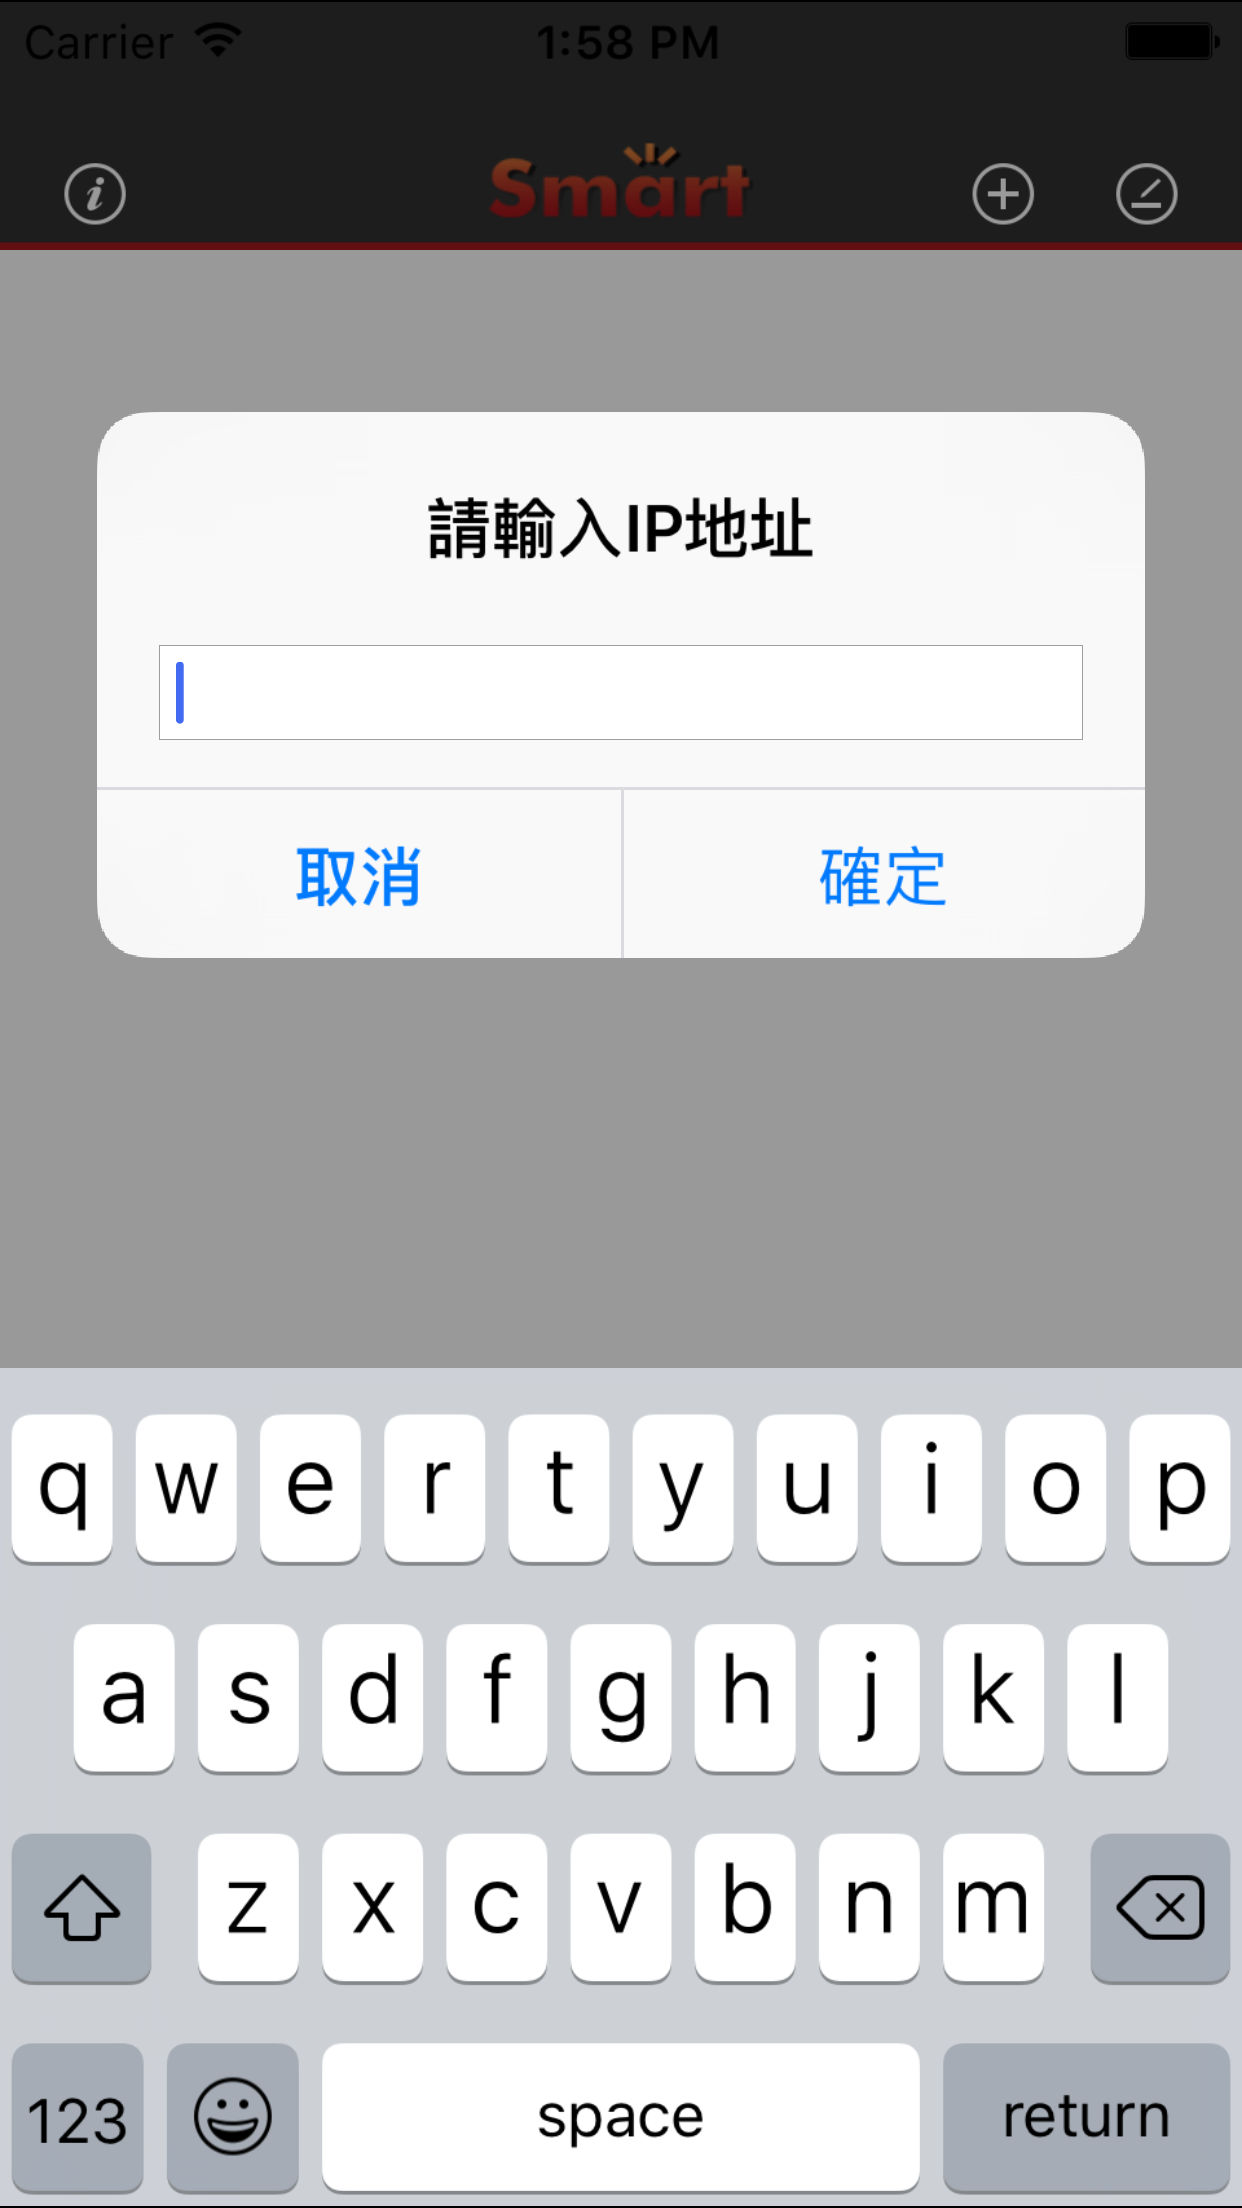 Carrier 1:58 PM
Smart
請輸入IP地址
取消 確定
q w e r t y u i o p
a s d f g h j k l
z x c v b n m
123 space return